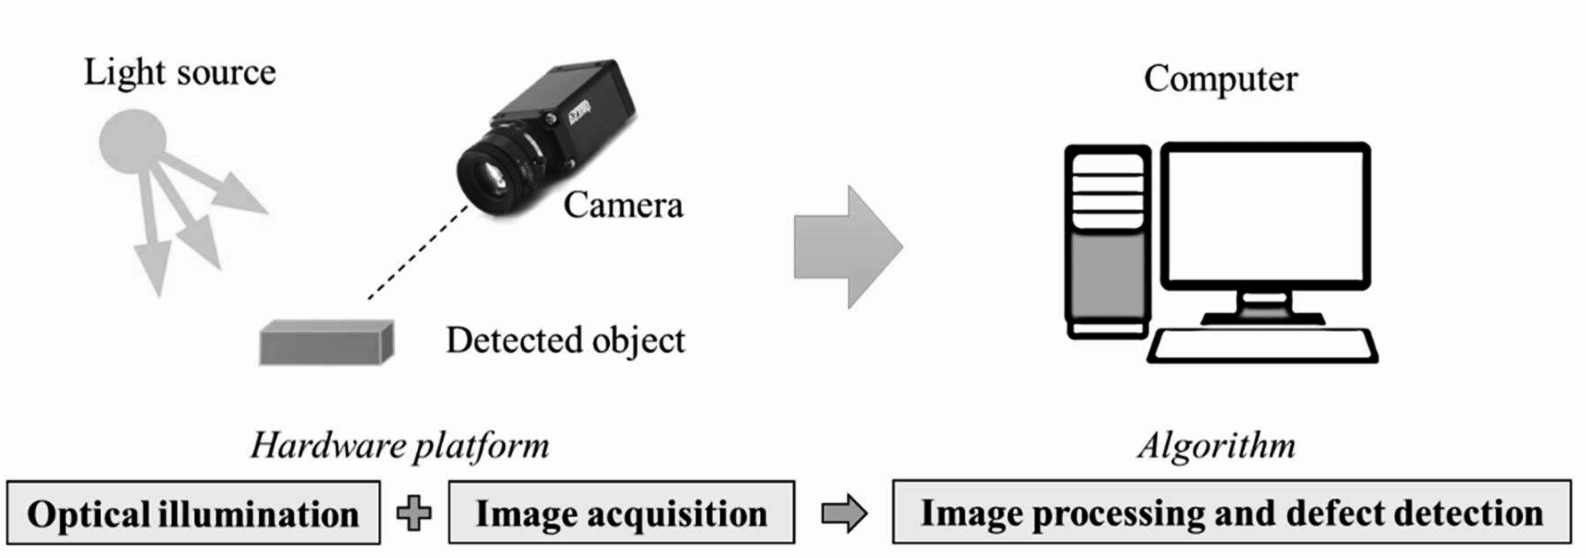 Light source
Computer
Camera
Detected object
Hardware platform
Algorithm
Optical illumination
Image acquisition
Image processing and defect detection